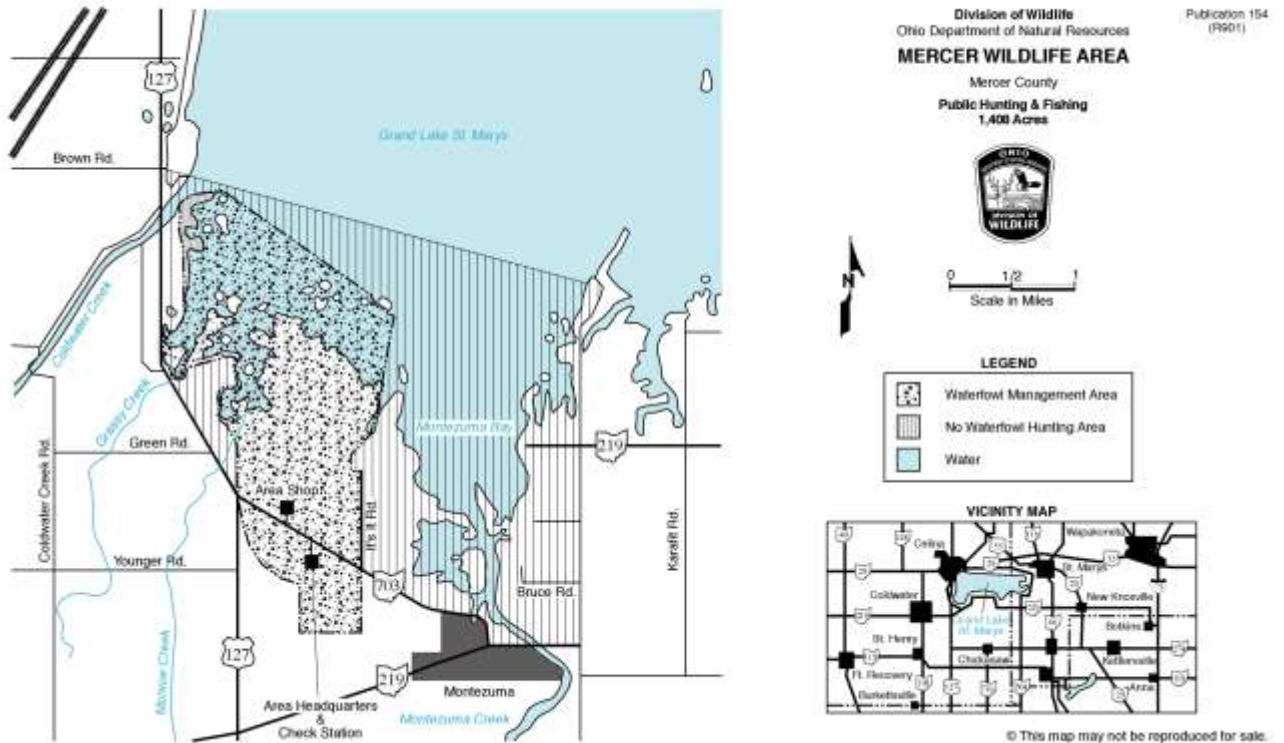 Division of Wildlife
Ohio Department of Natural Resources
MERCER WILDLIFE AREA
Mercer County
Public Hunting & Fishing
1,408 Acres
Publication 154
(R901)
OHIO
DIVISION OF
WILDLIFE
N
0 1/2 1
Scale in Miles
LEGEND
Waterfowl Management Area
No Waterfowl Hunting Area
Water
VICINITY MAP
Celina
Wapakoneta
St. Marys
Coldwater
New Knoxville
Grand Lake
St. Marys
Botkins
St. Henry
Chickasaw
Kettlersville
Ft. Recovery
Anna
Burkettsville
© This map may not be reproduced for sale.
127
Grand Lake St. Marys
Brown Rd.
Coldwater Creek
Grassy Creek
Montezuma Bay
Green Rd.
219
Coldwater Creek Rd.
Area Shop
It's it Rd.
Karafit Rd.
Younger Rd.
703
Bruce Rd.
127
219
Montezuma
Area Headquarters
&
Check Station
Montezuma Creek